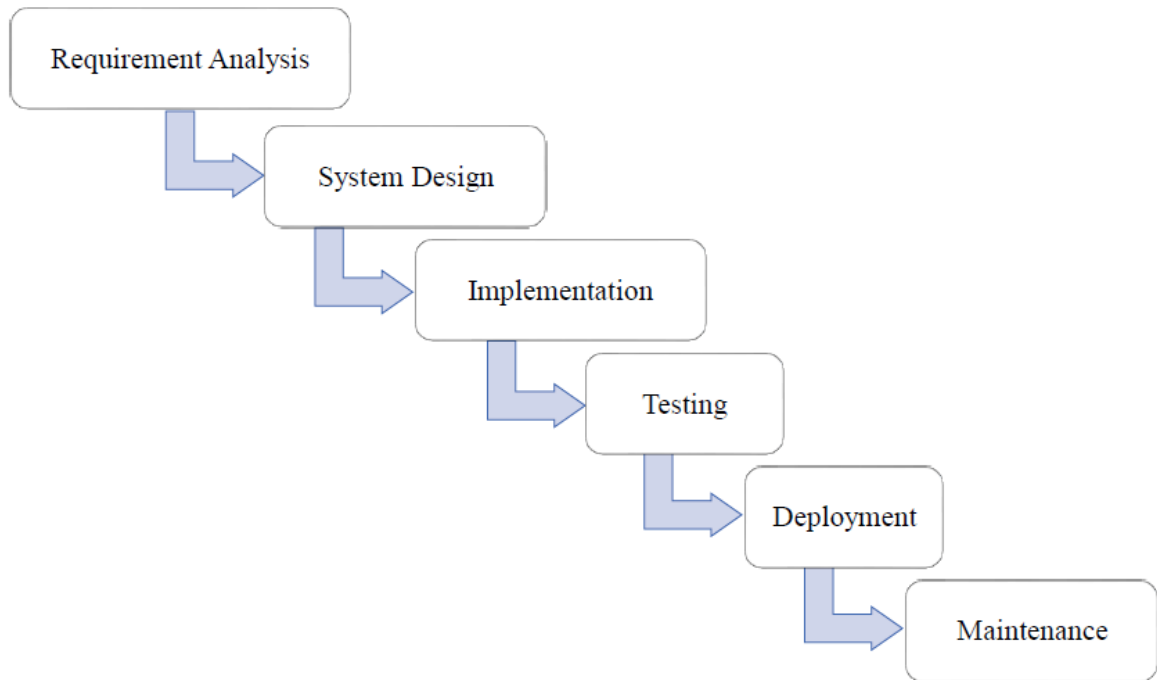 Requirement Analysis
System Design
Implementation
Testing
Deployment
Maintenance